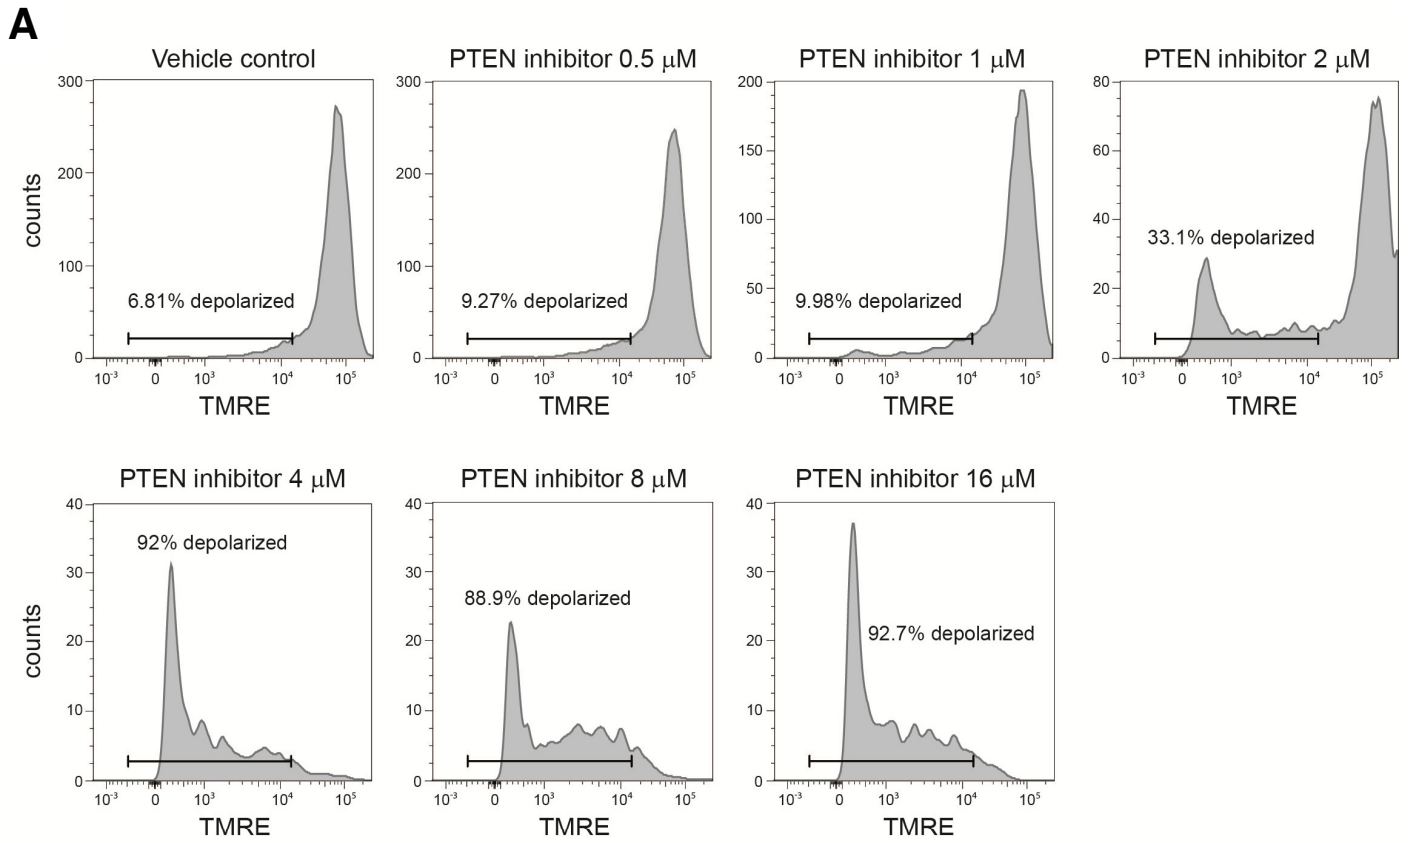 A
Vehicle control
PTEN inhibitor 0.5 μM
PTEN inhibitor 1 μM
PTEN inhibitor 2 μM
counts
300
200
100
0
6.81% depolarized
10⁻³ 0 10³ 10⁴ 10⁵
TMRE
300
200
100
0
9.27% depolarized
10⁻³ 0 10³ 10⁴ 10⁵
TMRE
200
150
100
50
0
9.98% depolarized
10⁻³ 0 10³ 10⁴ 10⁵
TMRE
80
60
40
20
0
33.1% depolarized
10⁻³ 0 10³ 10⁴ 10⁵
TMRE
PTEN inhibitor 4 μM
PTEN inhibitor 8 μM
PTEN inhibitor 16 μM
counts
40
30
20
10
0
92% depolarized
10⁻³ 0 10³ 10⁴ 10⁵
TMRE
40
30
20
10
0
88.9% depolarized
10⁻³ 0 10³ 10⁴ 10⁵
TMRE
40
30
20
10
0
92.7% depolarized
10⁻³ 0 10³ 10⁴ 10⁵
TMRE